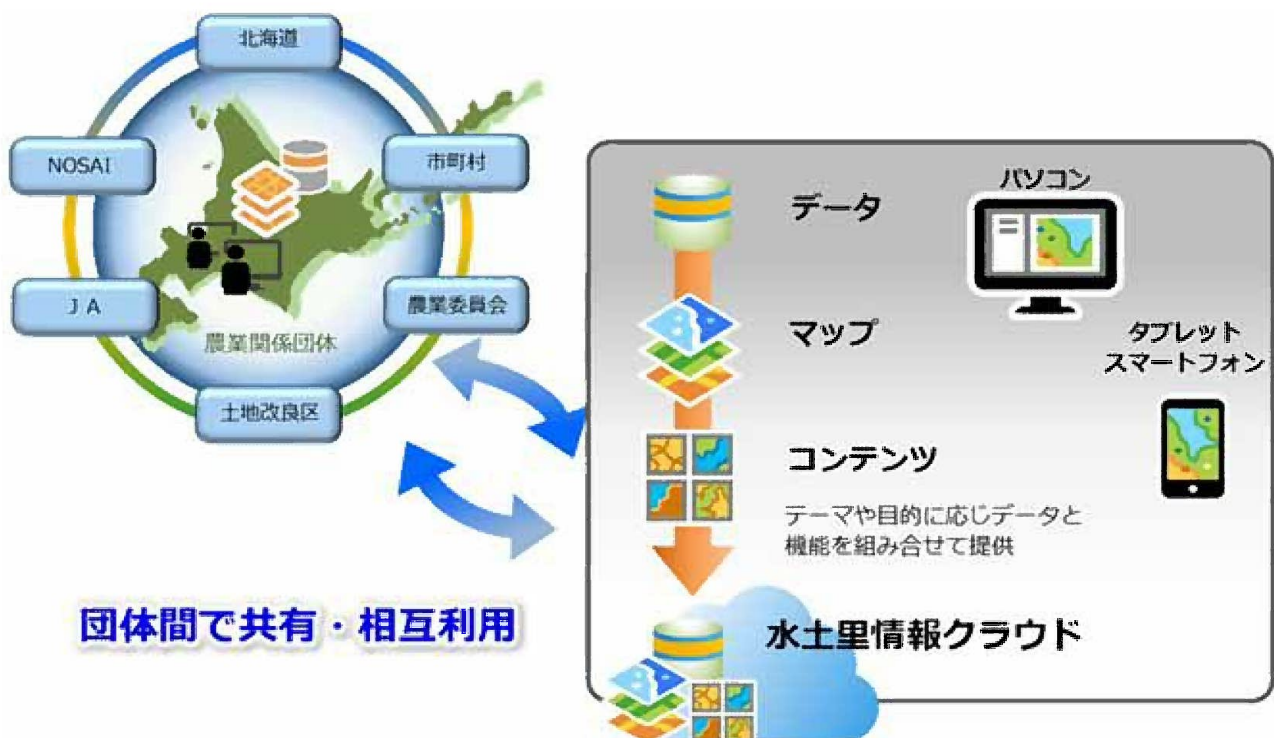 北海道
NOSAI
市町村
JA
農業委員会
農業関係団体
土地改良区
団体間で共有・相互利用
データ
パソコン
マップ
タブレット
スマートフォン
コンテンツ
テーマや目的に応じデータと
機能を組み合せて提供
水土里情報クラウド